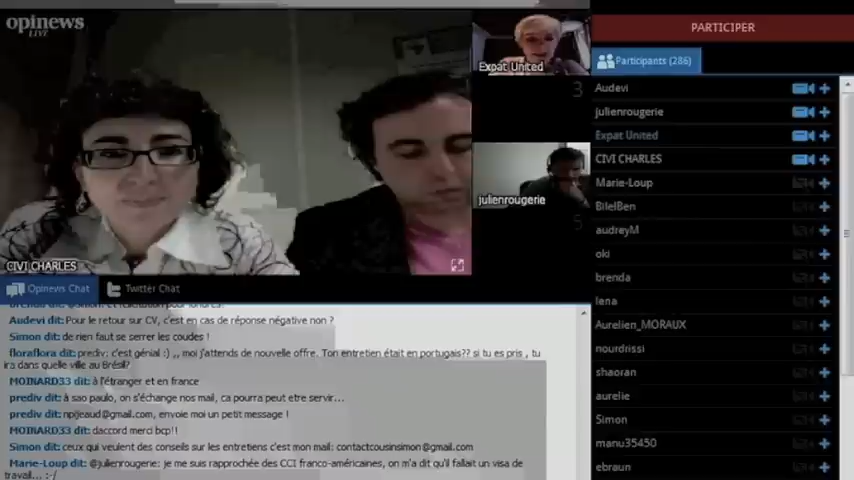 opinews
LIVE
Expat United
3
julienrougerie
5
CIVI CHARLES
PARTICIPER
Participants (286)
Audevi
julienrougerie
Expat United
CIVI CHARLES
Marie-Loup
BilelBen
audreyM
oki
brenda
lena
Aurelien_MORAUX
nourdrissi
shaoran
aurelie
Simon
manu35450
ebraun
Opinews Chat
Twitter Chat
Audevi dit: Pour le retour sur CV, c'est en cas de réponse négative non ?
Simon dit: de rien faut se serrer les coudes !
floraflora dit: prediv: c'est génial :) ,, moi j'attends de nouvelle offre. Ton entretien était en portugais?? si tu es pris , tu
ira dans quelle ville au Brésil?
MOINARD33 dit: à l'étranger et en france
prediv dit: à sao paulo, on s'échange nos mail, ca pourra peut etre servir...
prediv dit: npjjeaud@gmail.com, envoie moi un petit message !
MOINARD33 dit: daccord merci bcp!!
Simon dit: ceux qui veulent des conseils sur les entretiens c'est mon mail: contactcousinsimon@gmail.com
Marie-Loup dit: @julienrougerie: je me suis rapprochée des CCI franco-américaines, on m'a dit qu'il fallait un visa de
travail... :-/